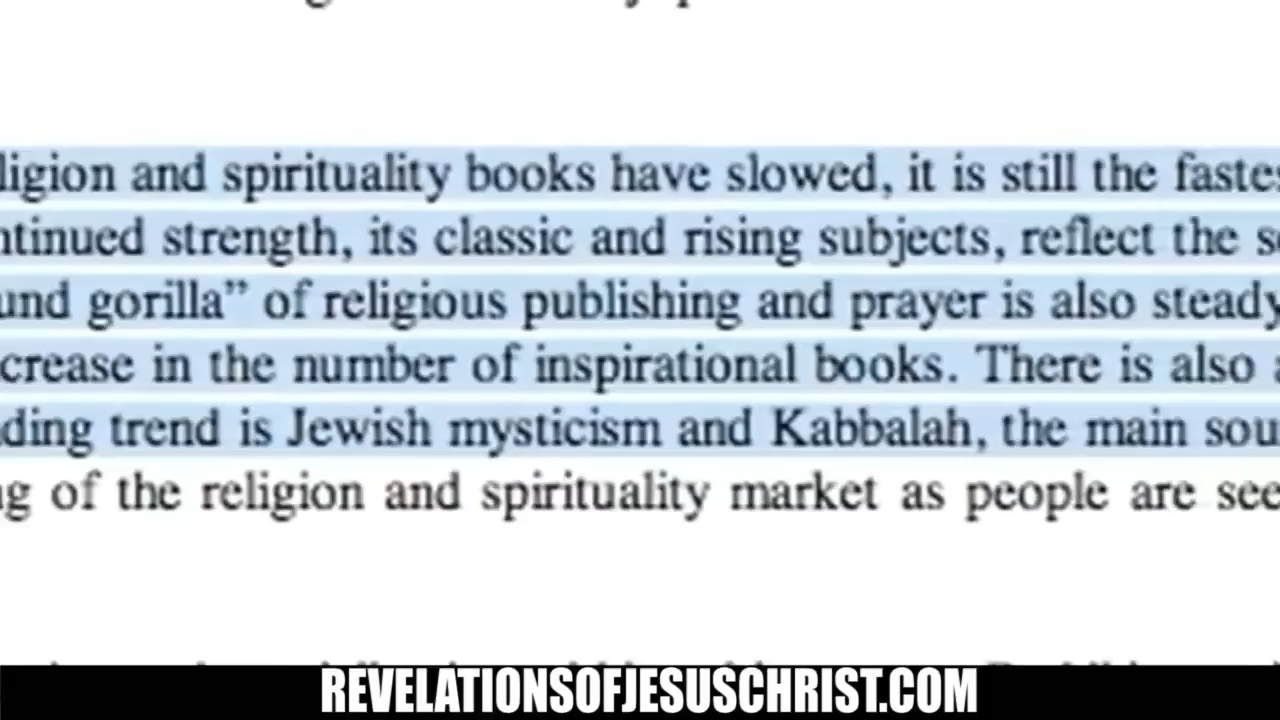 ligion and spirituality books have slowed, it is still the fastes
ntinued strength, its classic and rising subjects, reflect the s
und gorilla” of religious publishing and prayer is also steady
crease in the number of inspirational books. There is also a
ding trend is Jewish mysticism and Kabbalah, the main sou
g of the religion and spirituality market as people are see
REVELATIONSOFJESUSCHRIST.COM